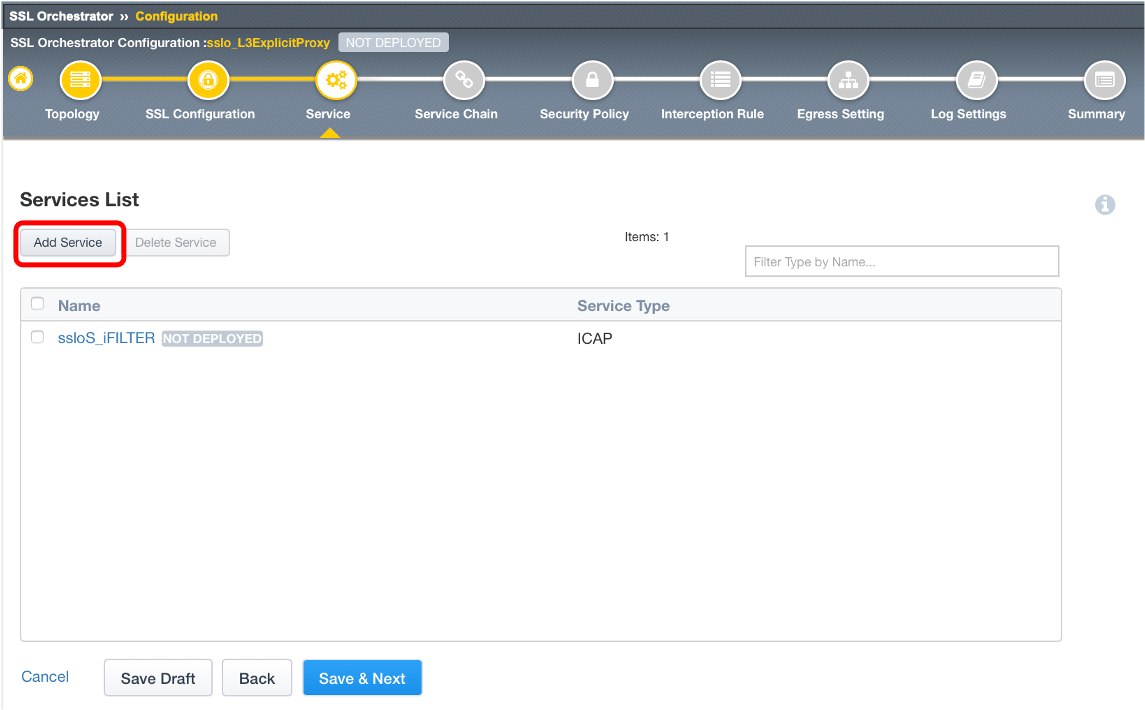 SSL Orchestrator ›› Configuration
SSL Orchestrator Configuration :sslo_L3ExplicitProxy NOT DEPLOYED
Topology SSL Configuration Service Service Chain Security Policy Interception Rule Egress Setting Log Settings Summary
Services List
Add Service Delete Service
Items: 1
Filter Type by Name...
Name Service Type
ssloS_iFILTER NOT DEPLOYED ICAP
Cancel Save Draft Back Save & Next